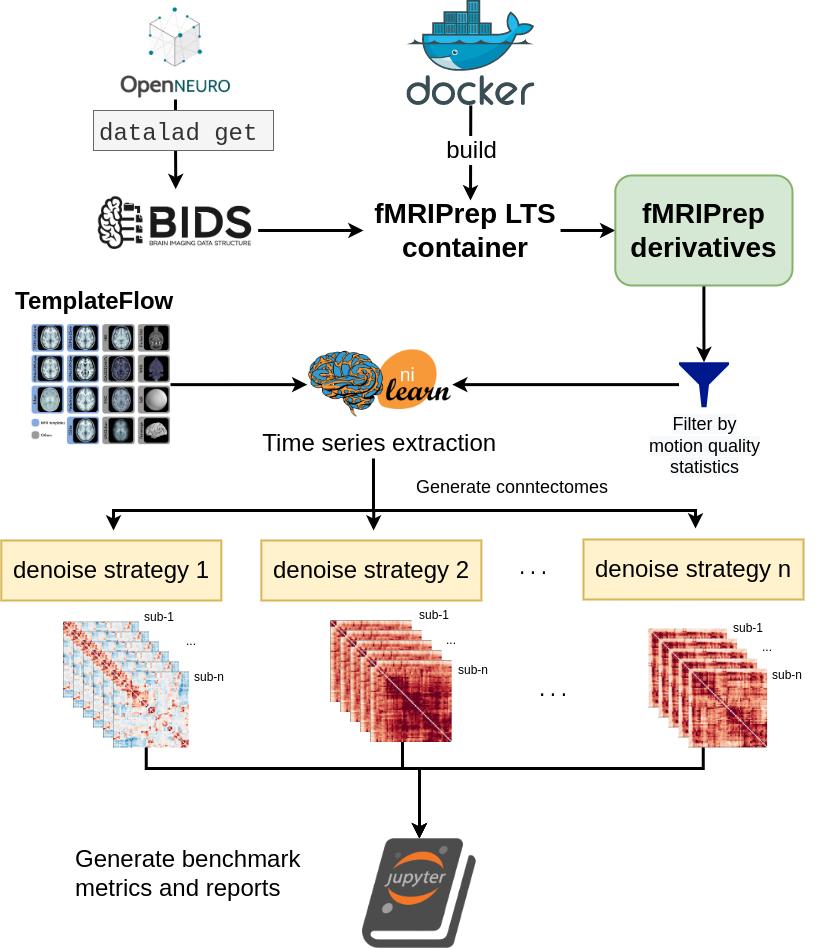 OpenNEURO
datalad get
docker
build
BIDS
BRAIN IMAGING DATA STRUCTURE
fMRIPrep LTS
container
fMRIPrep
derivatives
TemplateFlow
Others
ni
learn
Time series extraction
Filter by
motion quality
statistics
Generate conntectomes
denoise strategy 1
denoise strategy 2
. . .
denoise strategy n
sub-1
...
sub-n
sub-1
...
sub-n
. . .
sub-1
...
sub-n
Generate benchmark
metrics and reports
jupyter